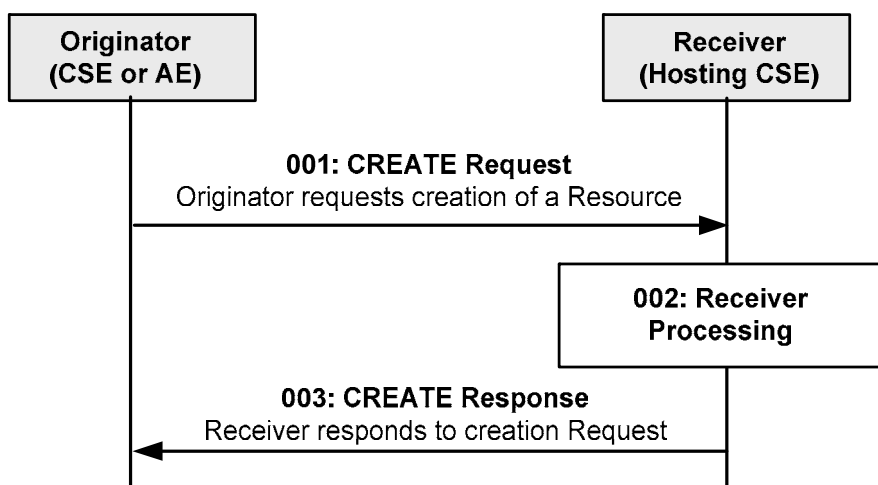 Originator
(CSE or AE)
Receiver
(Hosting CSE)
001: CREATE Request
Originator requests creation of a Resource
002: Receiver
Processing
003: CREATE Response
Receiver responds to creation Request